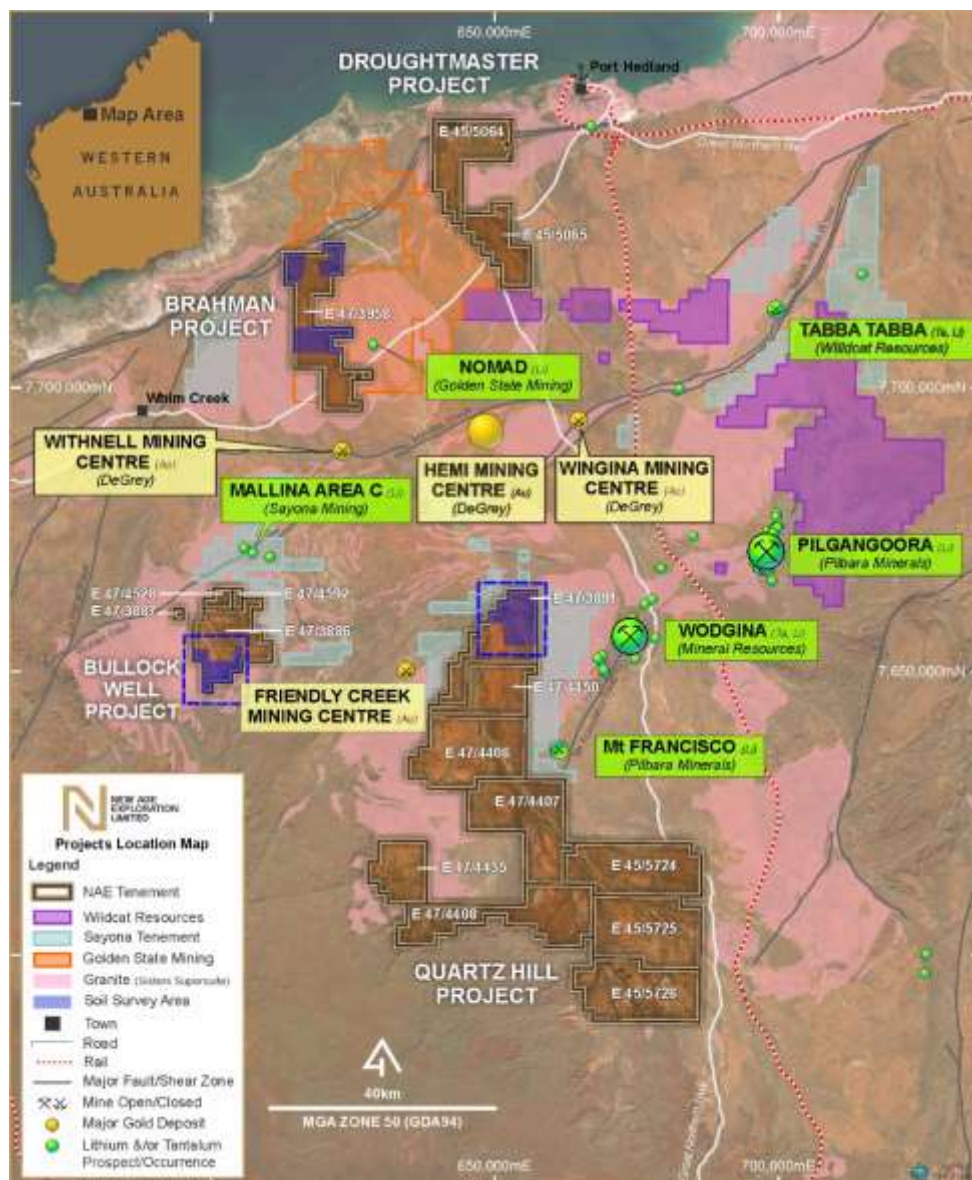 650,000mE
700,000mE
DROUGHTMASTER
PROJECT
Port Hedland
Map Area
WESTERN
AUSTRALIA
E 45/5064
E 45/5065
BRAHMAN
PROJECT
E 47/3958
NOMAD (Li)
(Golden State Mining)
TABBA TABBA (Ta, Li)
(Willdcat Resources)
7,700,000mN
7,700,000mN
Whim Creek
WITHNELL MINING
CENTRE (Au)
(DeGrey)
HEMI MINING
CENTRE (Au)
(DeGrey)
WINGINA MINING
CENTRE (Au)
(DeGrey)
MALLINA AREA C (Li)
(Sayona Mining)
PILGANGOORA (Li)
(Pilbara Minerals)
E 47/4528
E 47/4592
E 47/3887
E 47/3886
E 47/3891
WODGINA (Ta, Li)
(Mineral Resources)
BULLOCK
WELL
PROJECT
7,650,000mN
FRIENDLY CREEK
MINING CENTRE (Au)
E 47/4150
E 47/4406
Mt FRANCISCO (Li)
(Pilbara Minerals)
E 47/4407
E 47/4435
E 45/5724
E 47/4408
E 45/5725
QUARTZ HILL
PROJECT
E 45/5726
N
NEW AGE
EXPLORATION
LIMITED
Projects Location Map
Legend
NAE Tenement
Wildcat Resources
Sayona Tenement
Golden State Mining
Granite (Sisters Supersuite)
Soil Survey Area
Town
Road
Rail
Major Fault/Shear Zone
Mine Open/Closed
Major Gold Deposit
Lithium &/or Tantalum
Prospect/Occurrence
40km
MGA ZONE 50 (GDA94)
650,000mE
700,000mE